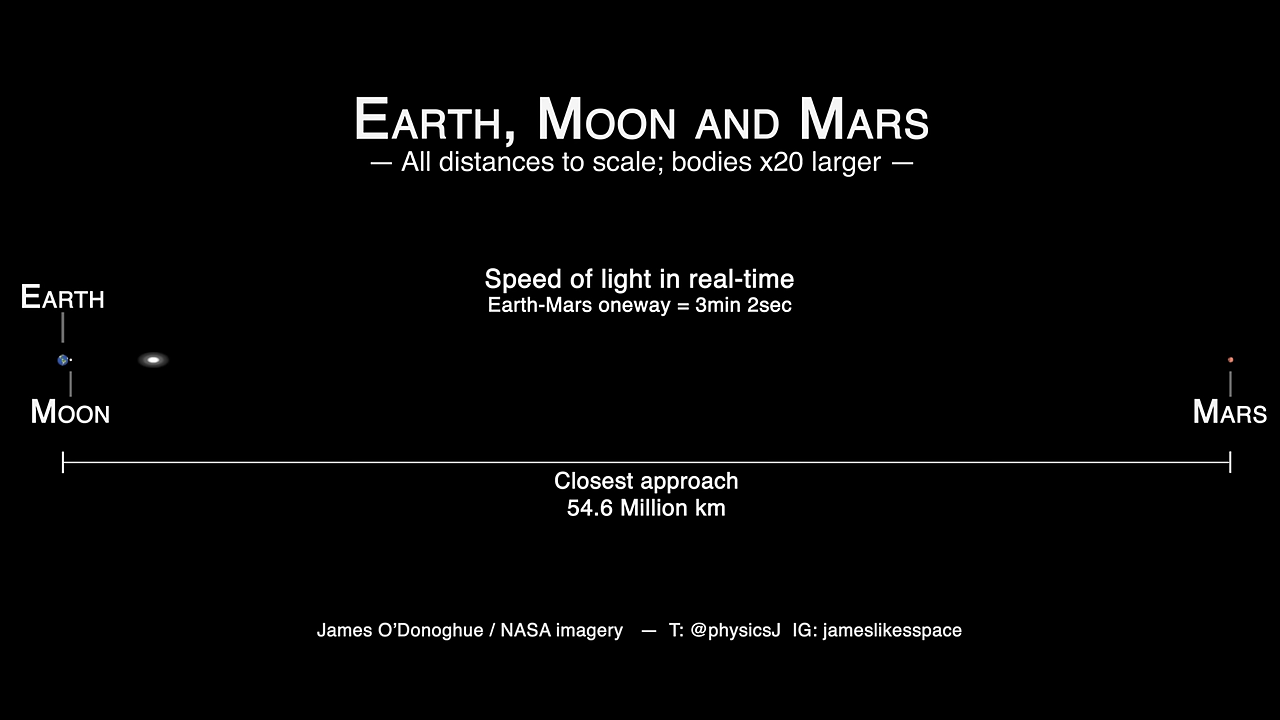 Earth, Moon and Mars
— All distances to scale; bodies x20 larger —
Speed of light in real-time
Earth-Mars oneway = 3min 2sec
Earth
Moon
Mars
Closest approach
54.6 Million km
James O'Donoghue / NASA imagery — T: @physicsJ IG: jameslikesspace